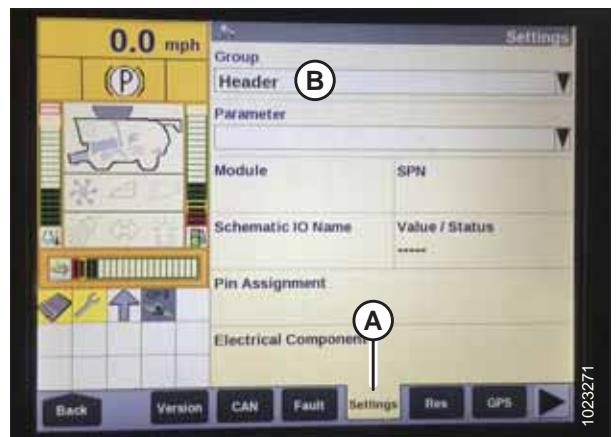 0.0 mph
Settings
Group
Header
B
(P)
Parameter
Module
SPN
Schematic IO Name
Value / Status
-----
Pin Assignment
A
Electrical Component
Back
Version
CAN
Fault
Settings
Res
GPS
1023271